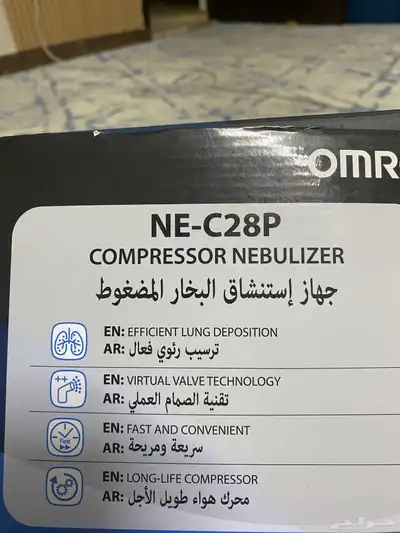 OMR
NE-C28P
COMPRESSOR NEBULIZER
جهاز إستنشاق البخار المضغوط
EN: EFFICIENT LUNG DEPOSITION
AR: ترسيب رئوي فعال
++
EN: VIRTUAL VALVE TECHNOLOGY
AR: تقنية الصمام العملي
Fast
EN: FAST AND CONVENIENT
AR: سريعة ومريحة
EN: LONG-LIFE COMPRESSOR
AR: محرك هواء طويل الأجل
حراج